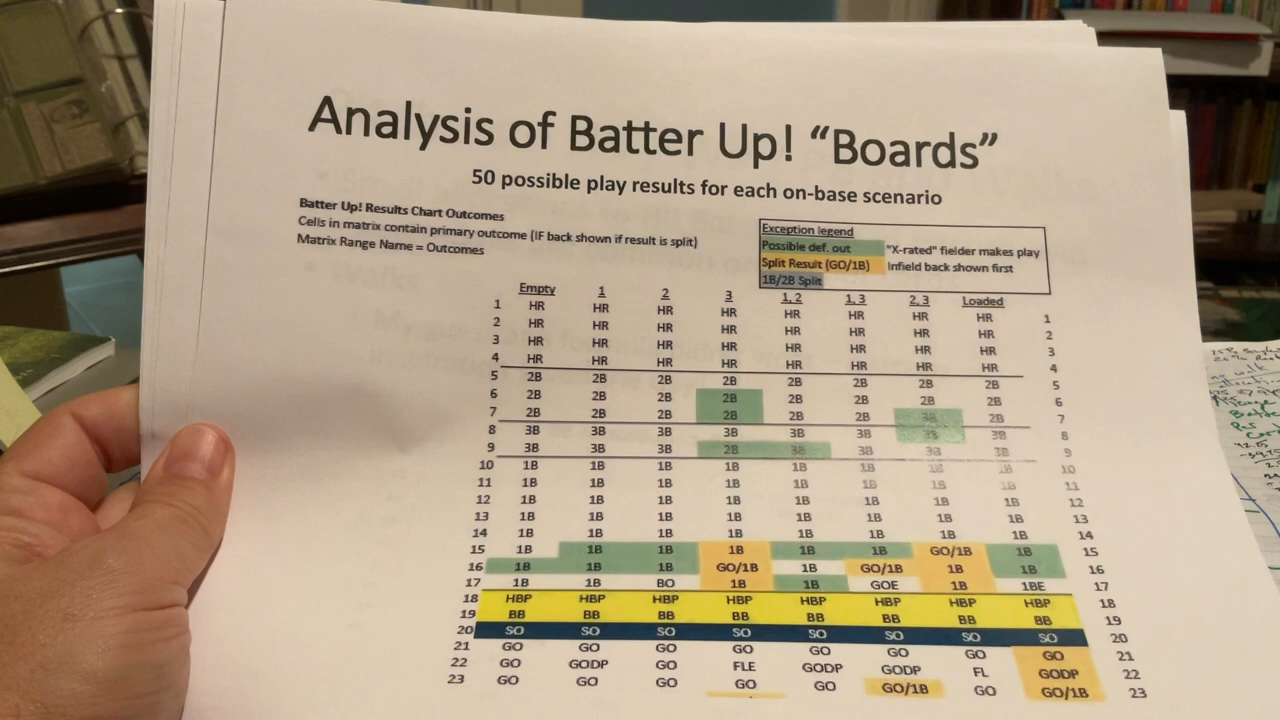 Analysis of Batter Up! “Boards”
50 possible play results for each on-base scenario
Batter Up! Results Chart Outcomes
Cells in matrix contain primary outcome (IF back shown if result is split)
Matrix Range Name = Outcomes
Exception legend
Possible def. out "X-rated" fielder makes play
Split Result (GO/1B) Infield back shown first
1B/2B Split
Empty 1 2 3 1, 2 1, 3 2, 3 Loaded
1 HR HR HR HR HR HR HR HR 1
2 HR HR HR HR HR HR HR HR 2
3 HR HR HR HR HR HR HR HR 3
4 HR HR HR HR HR HR HR HR 4
5 2B 2B 2B 2B 2B 2B 2B 2B 5
6 2B 2B 2B 2B 2B 2B 2B 2B 6
7 2B 2B 2B 2B 2B 2B 3B 2B 7
8 3B 3B 3B 3B 3B 3B 3B 3B 8
9 3B 3B 3B 2B 3B 3B 3B 3B 9
10 1B 1B 1B 1B 1B 1B 1B 1B 10
11 1B 1B 1B 1B 1B 1B 1B 1B 11
12 1B 1B 1B 1B 1B 1B 1B 1B 12
13 1B 1B 1B 1B 1B 1B 1B 1B 13
14 1B 1B 1B 1B 1B 1B 1B 1B 14
15 1B 1B 1B 1B 1B 1B GO/1B 1B 15
16 1B 1B 1B GO/1B 1B GO/1B 1B 1B 16
17 1B 1B BO 1B 1B GOE 1B 1BE 17
18 HBP HBP HBP HBP HBP HBP HBP HBP 18
19 BB BB BB BB BB BB BB BB 19
20 SO SO SO SO SO SO SO SO 20
21 GO GO GO GO GO GO GO GO 21
22 GO GODP GO FLE GODP GODP FL GODP 22
23 GO GO GO GO GO GO/1B GO GO/1B 23